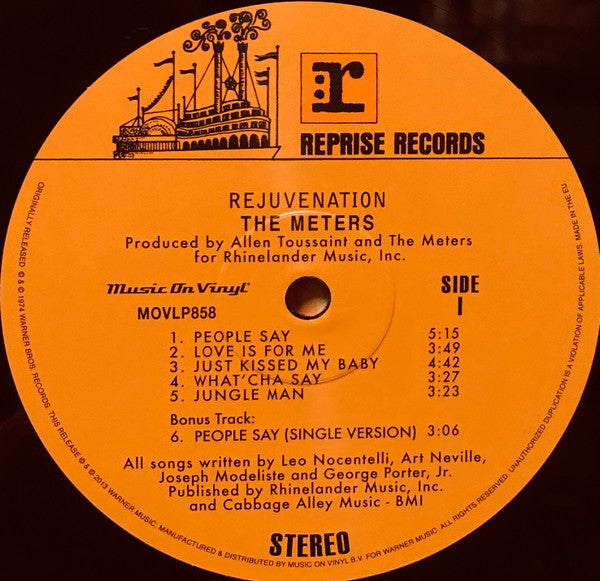 r
REPRISE RECORDS
REJUVENATION
THE METERS
Produced by Allen Toussaint and The Meters
for Rhinelander Music, Inc.
Music On Vinyl
MOVLP858
SIDE
1
1. PEOPLE SAY 5:15
2. LOVE IS FOR ME 3:49
3. JUST KISSED MY BABY 4:42
4. WHAT'CHA SAY 3:27
5. JUNGLE MAN 3:23
Bonus Track:
6. PEOPLE SAY (SINGLE VERSION) 3:06
All songs written by Leo Nocentelli, Art Neville,
Joseph Modeliste and George Porter, Jr.
Published by Rhinelander Music, Inc.
and Cabbage Alley Music - BMI
STEREO
ORIGINALLY RELEASED ℗ & © 1974 WARNER BROS. RECORDS. THIS RELEASE ℗ & © 2013 WARNER MUSIC. MANUFACTURED & DISTRIBUTED BY MUSIC ON VINYL B.V. FOR WARNER MUSIC. ALL RIGHTS RESERVED. UNAUTHORIZED DUPLICATION IS A VIOLATION OF APPLICABLE LAWS. MADE IN THE EU